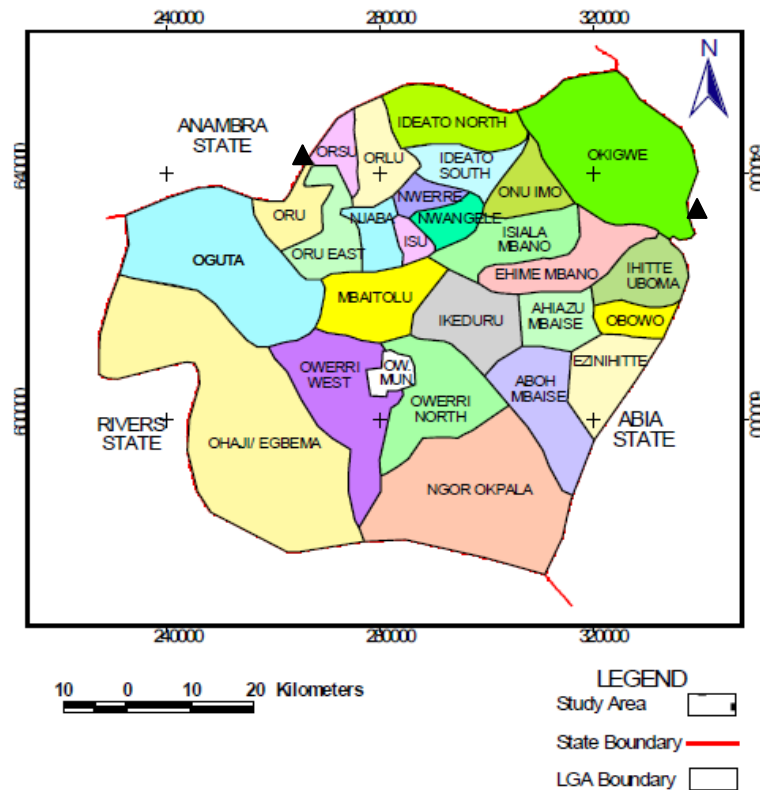 240000 280000 320000
N
ANAMBRA
STATE
IDEATO NORTH
ORSU
ORLU
IDEATO
SOUTH
OKIGWE
640000
640000
NWERRE
ONU IMO
ORU
NJABA
NWANGELE
ISU
ISIALA
MBANO
ORU EAST
OGUTA
EHIME MBANO
IHITTE
UBOMA
MBAITOLU
IKEDURU
AHIAZU
MBAISE
OBOWO
OWERRI
WEST
OW.
MUN.
EZINIHITTE
ABOH
MBAISE
OWERRI
NORTH
600000
600000
RIVERS
STATE
ABIA
STATE
OHAJI/ EGBEMA
NGOR OKPALA
240000 280000 320000
10 0 10 20 Kilometers
LEGEND
Study Area
State Boundary
LGA Boundary